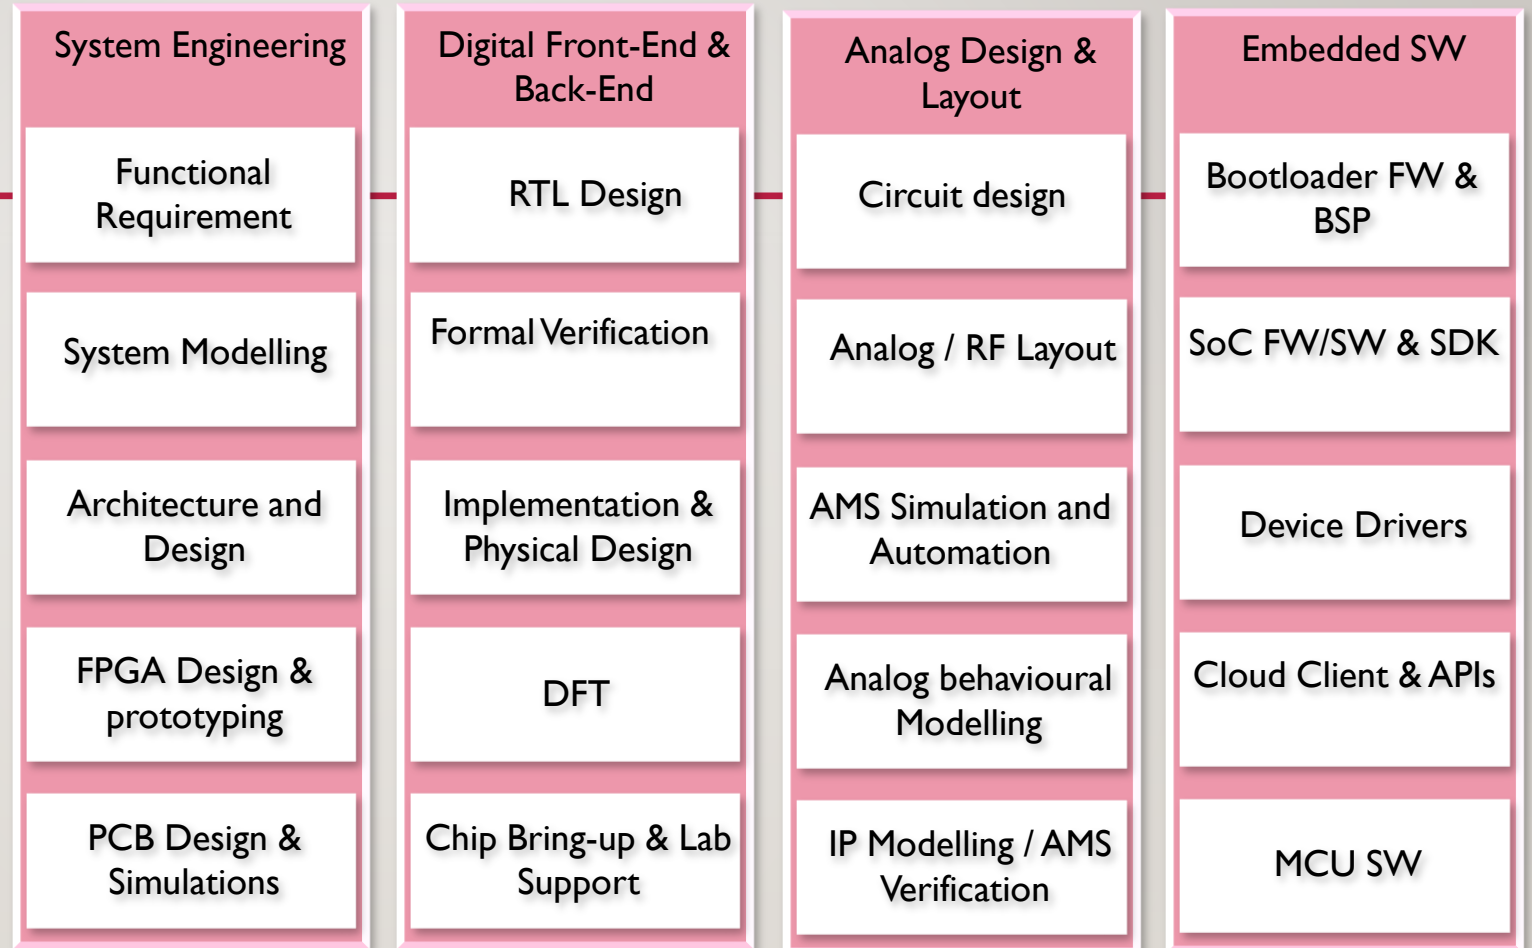 System Engineering
Functional
Requirement
System Modelling
Architecture and
Design
FPGA Design &
prototyping
PCB Design &
Simulations
Digital Front-End &
Back-End
RTL Design
Formal Verification
Implementation &
Physical Design
DFT
Chip Bring-up & Lab
Support
Analog Design &
Layout
Circuit design
Analog / RF Layout
AMS Simulation and
Automation
Analog behavioural
Modelling
IP Modelling / AMS
Verification
Embedded SW
Bootloader FW &
BSP
SoC FW/SW & SDK
Device Drivers
Cloud Client & APIs
MCU SW